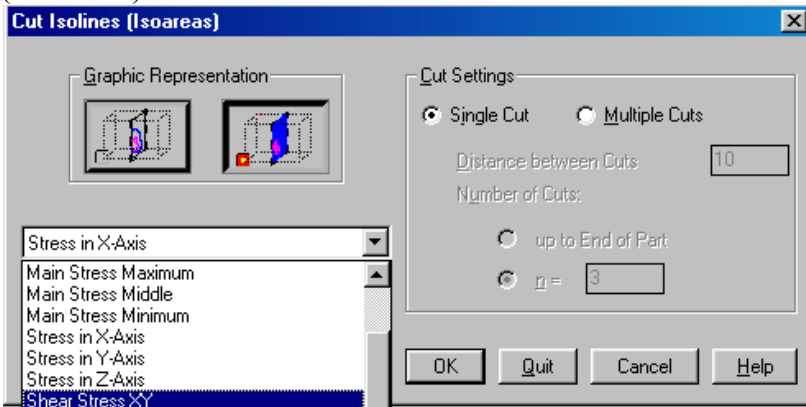 Cut Isolines (Isoareas)
Graphic Representation
Stress in X-Axis
Main Stress Maximum
Main Stress Middle
Main Stress Minimum
Stress in X-Axis
Stress in Y-Axis
Stress in Z-Axis
Shear Stress XY
Cut Settings
Single Cut Multiple Cuts
Distance between Cuts 10
Number of Cuts:
up to End of Part
n = 3
OK Quit Cancel Help